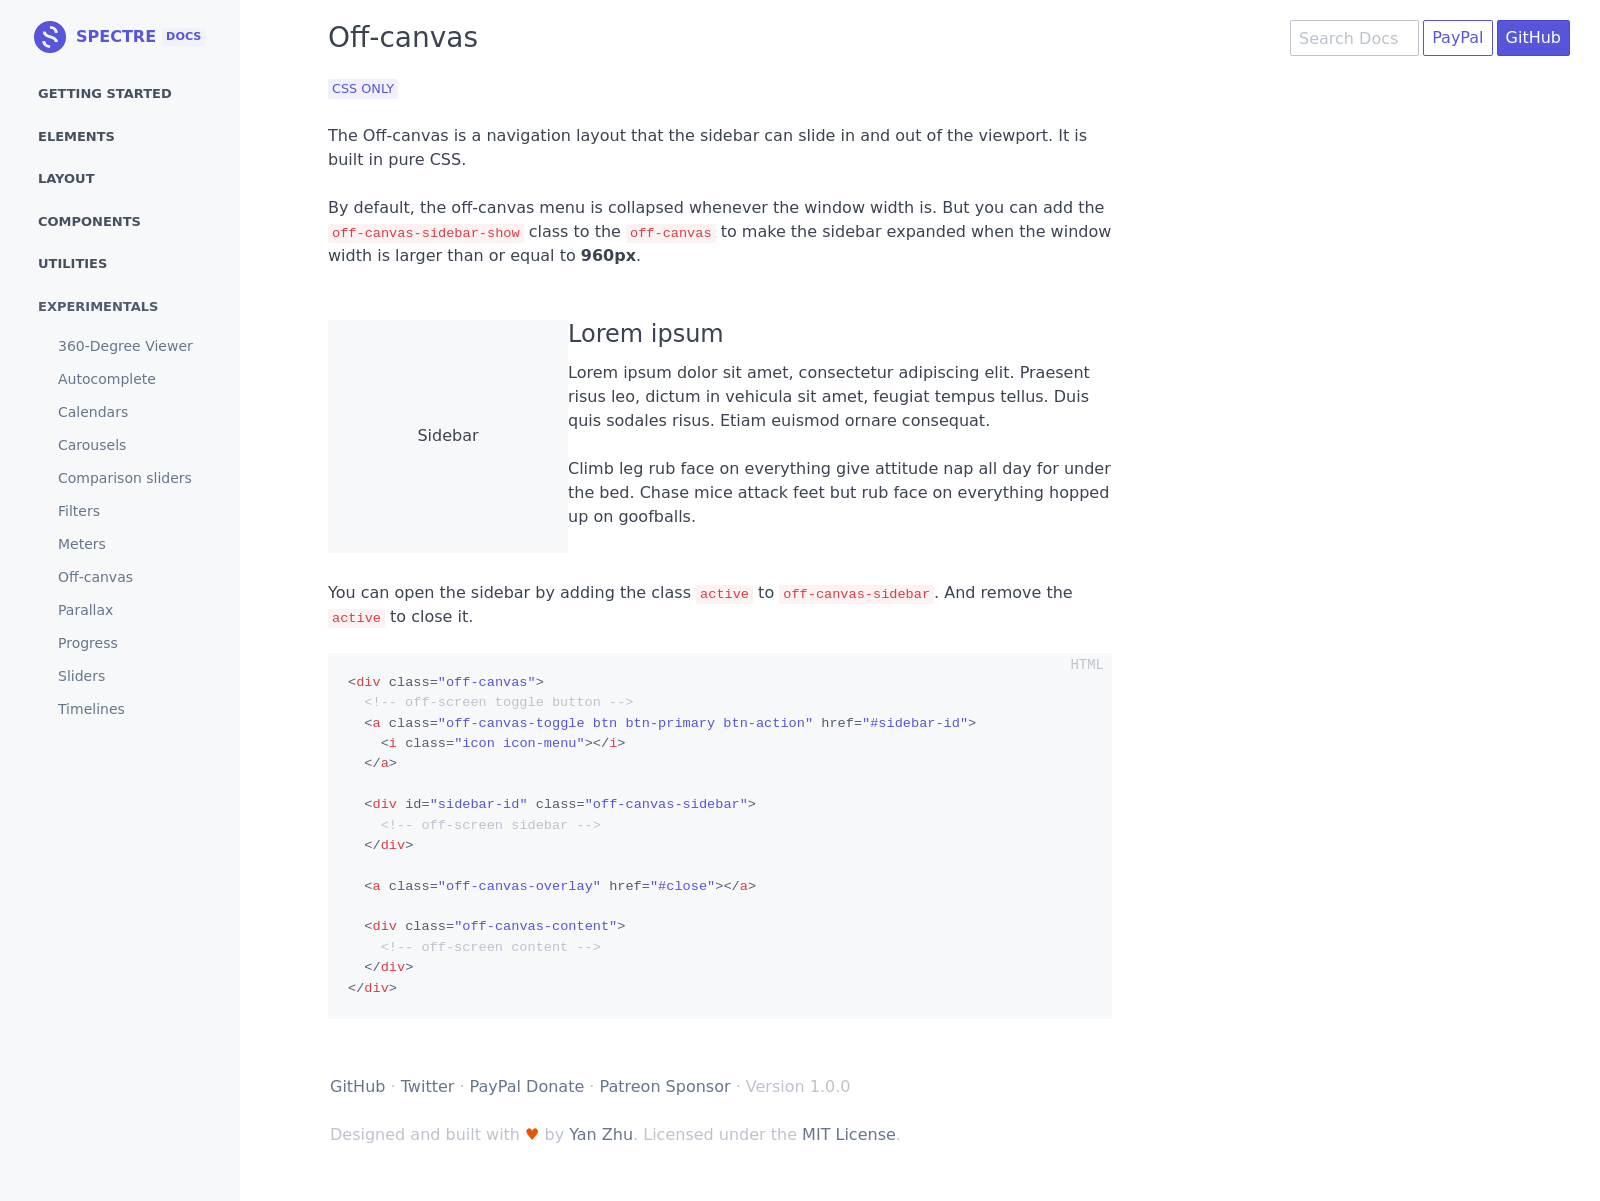 SPECTRE DOCS
GETTING STARTED
ELEMENTS
LAYOUT
COMPONENTS
UTILITIES
EXPERIMENTALS
360-Degree Viewer
Autocomplete
Calendars
Carousels
Comparison sliders
Filters
Meters
Off-canvas
Parallax
Progress
Sliders
Timelines
Off-canvas
Search Docs PayPal GitHub
CSS ONLY
The Off-canvas is a navigation layout that the sidebar can slide in and out of the viewport. It is
built in pure CSS.
By default, the off-canvas menu is collapsed whenever the window width is. But you can add the
off-canvas-sidebar-show class to the off-canvas to make the sidebar expanded when the window
width is larger than or equal to 960px.
Sidebar
Lorem ipsum
Lorem ipsum dolor sit amet, consectetur adipiscing elit. Praesent
risus leo, dictum in vehicula sit amet, feugiat tempus tellus. Duis
quis sodales risus. Etiam euismod ornare consequat.
Climb leg rub face on everything give attitude nap all day for under
the bed. Chase mice attack feet but rub face on everything hopped
up on goofballs.
You can open the sidebar by adding the class active to off-canvas-sidebar. And remove the
active to close it.
HTML
<div class="off-canvas">
  <!-- off-screen toggle button -->
  <a class="off-canvas-toggle btn btn-primary btn-action" href="#sidebar-id">
    <i class="icon icon-menu"></i>
  </a>
  <div id="sidebar-id" class="off-canvas-sidebar">
    <!-- off-screen sidebar -->
  </div>
  <a class="off-canvas-overlay" href="#close"></a>
  <div class="off-canvas-content">
    <!-- off-screen content -->
  </div>
</div>
GitHub · Twitter · PayPal Donate · Patreon Sponsor · Version 1.0.0
Designed and built with ♥ by Yan Zhu. Licensed under the MIT License.